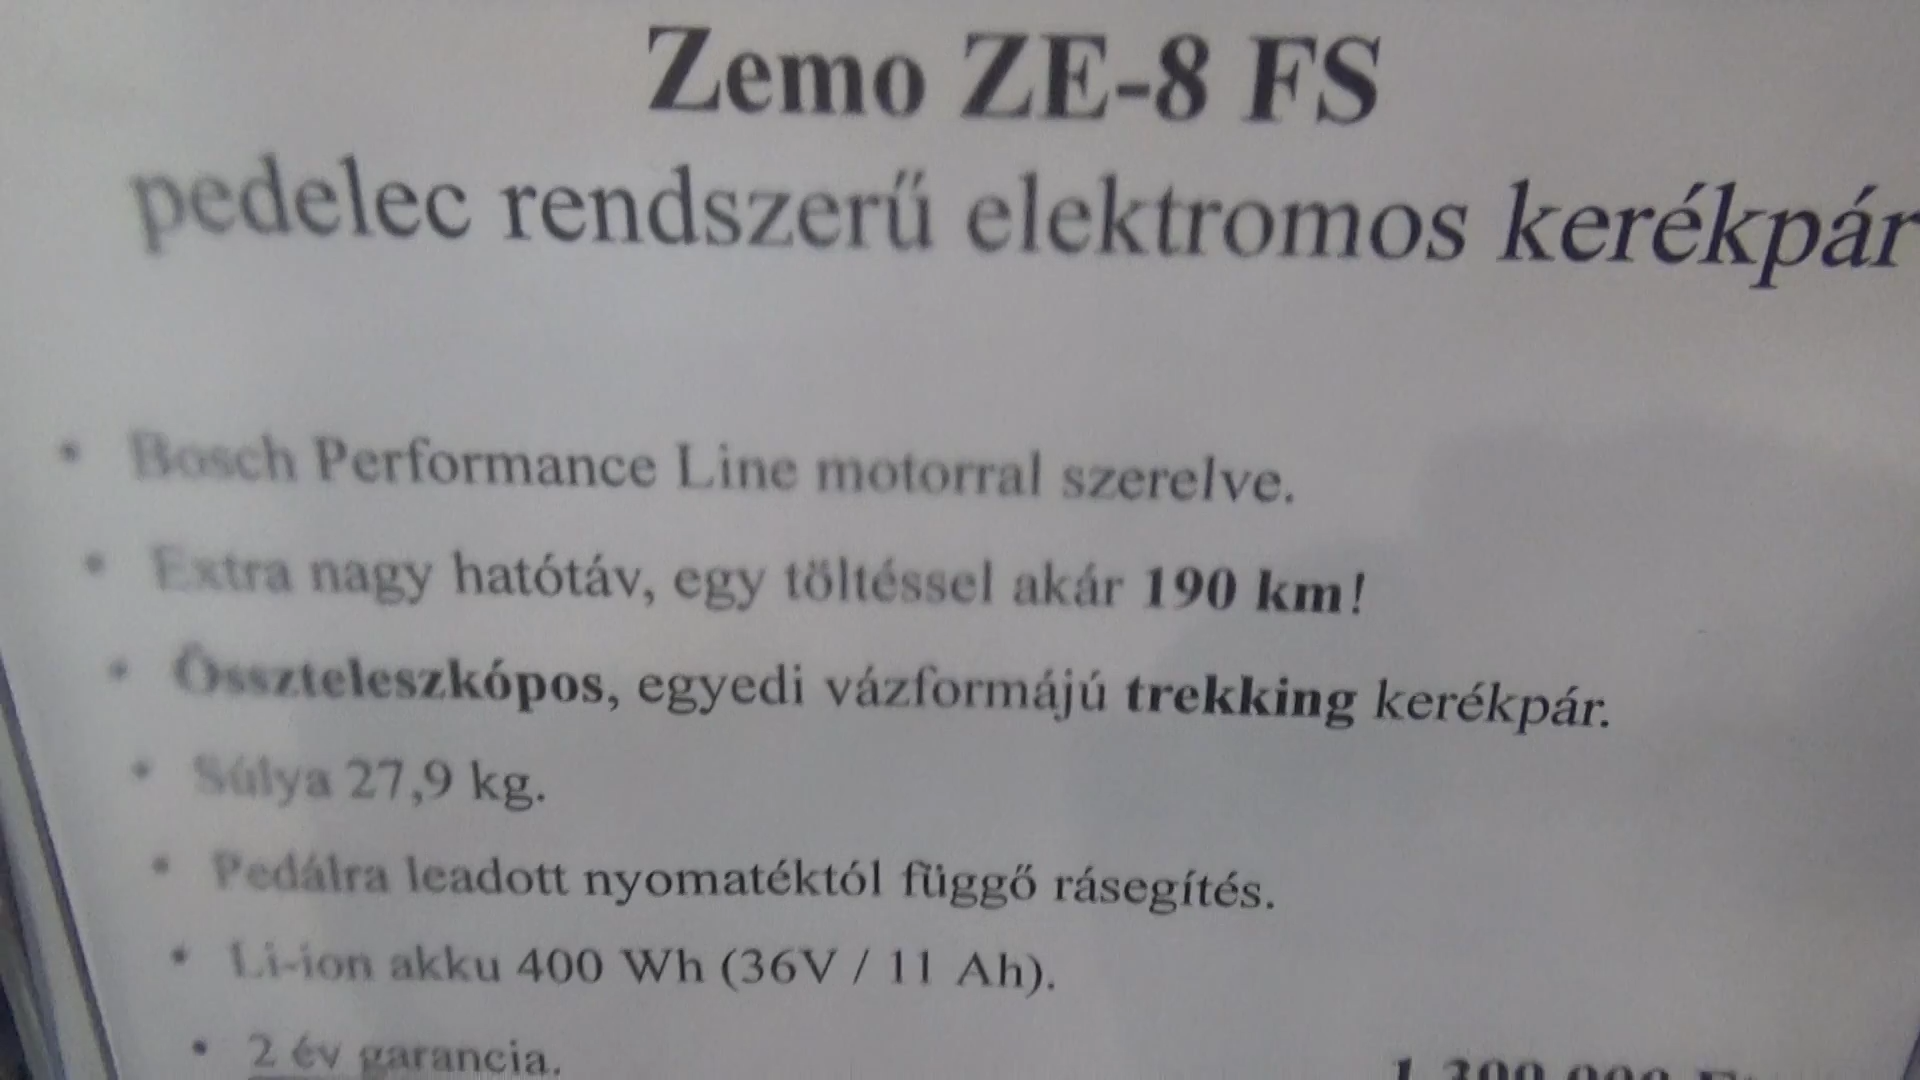 Zemo ZE-8 FS
pedelec rendszerű elektromos kerékpár
• Bosch Performance Line motorral szerelve.
• Extra nagy hatótáv, egy töltéssel akár 190 km!
• Összteleszkópos, egyedi vázformájú trekking kerékpár.
• Súlya 27,9 kg.
• Pedálra leadott nyomatéktól függő rásegítés.
• Li-ion akku 400 Wh (36V / 11 Ah).
• 2 év garancia.